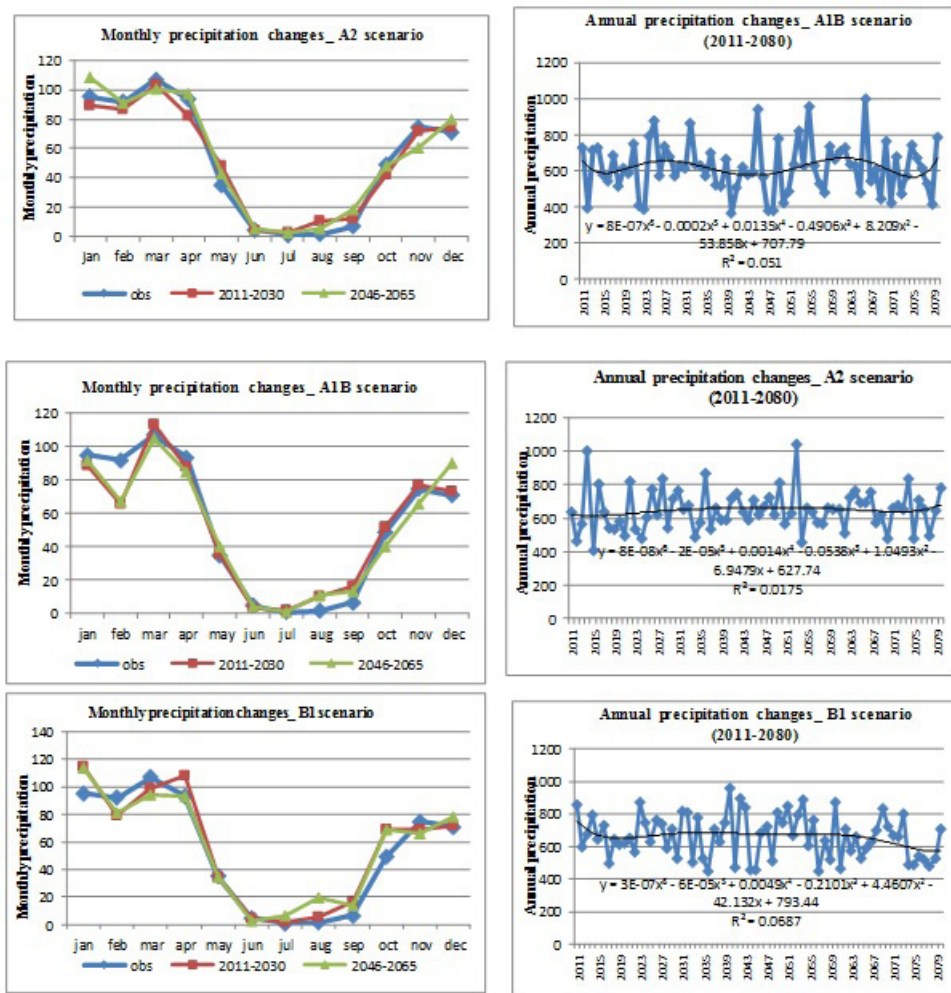 Monthly precipitation changes_ A2 scenario
Monthly precipitation
120
100
80
60
40
20
0
jan feb mar apr may jun jul aug sep oct nov dec
obs 2011-2030 2046-2065
Annual precipitation changes_ A1B scenario
(2011-2080)
Annual precipitation
1200
1000
800
600
400
200
0
y = 8E-07x⁶ - 0.0002x⁵ + 0.0135x⁴ - 0.4906x³ + 8.209x² -
53.858x + 707.79
R² = 0.051
2011 2015 2019 2023 2027 2031 2035 2039 2043 2047 2051 2055 2059 2063 2067 2071 2075 2079
Monthly precipitation changes_ A1B scenario
Monthly precipitation
120
100
80
60
40
20
0
jan feb mar apr may jun jul aug sep oct nov dec
obs 2011-2030 2046-2065
Annual precipitation changes_ A2 scenario
(2011-2080)
Annual precipitation
1200
1000
800
600
400
200
0
y = 8E-08x⁶ - 2E-05x⁵ + 0.0014x⁴ - 0.0538x³ + 1.0493x² -
6.9479x + 627.74
R² = 0.0175
2011 2015 2019 2023 2027 2031 2035 2039 2043 2047 2051 2055 2059 2063 2067 2071 2075 2079
Monthly precipitation changes_ B1 scenario
Monthly precipitation
140
120
100
80
60
40
20
0
jan feb mar apr may jun jul aug sep oct nov dec
obs 2011-2030 2046-2065
Annual precipitation changes_ B1 scenario
(2011-2080)
Annual precipitation
1200
1000
800
600
400
200
0
y = 3E-07x⁶ - 6E-05x⁵ + 0.0049x⁴ - 0.2101x³ + 4.4607x² -
42.132x + 793.44
R² = 0.0687
2011 2015 2019 2023 2027 2031 2035 2039 2043 2047 2051 2055 2059 2063 2067 2071 2075 2079